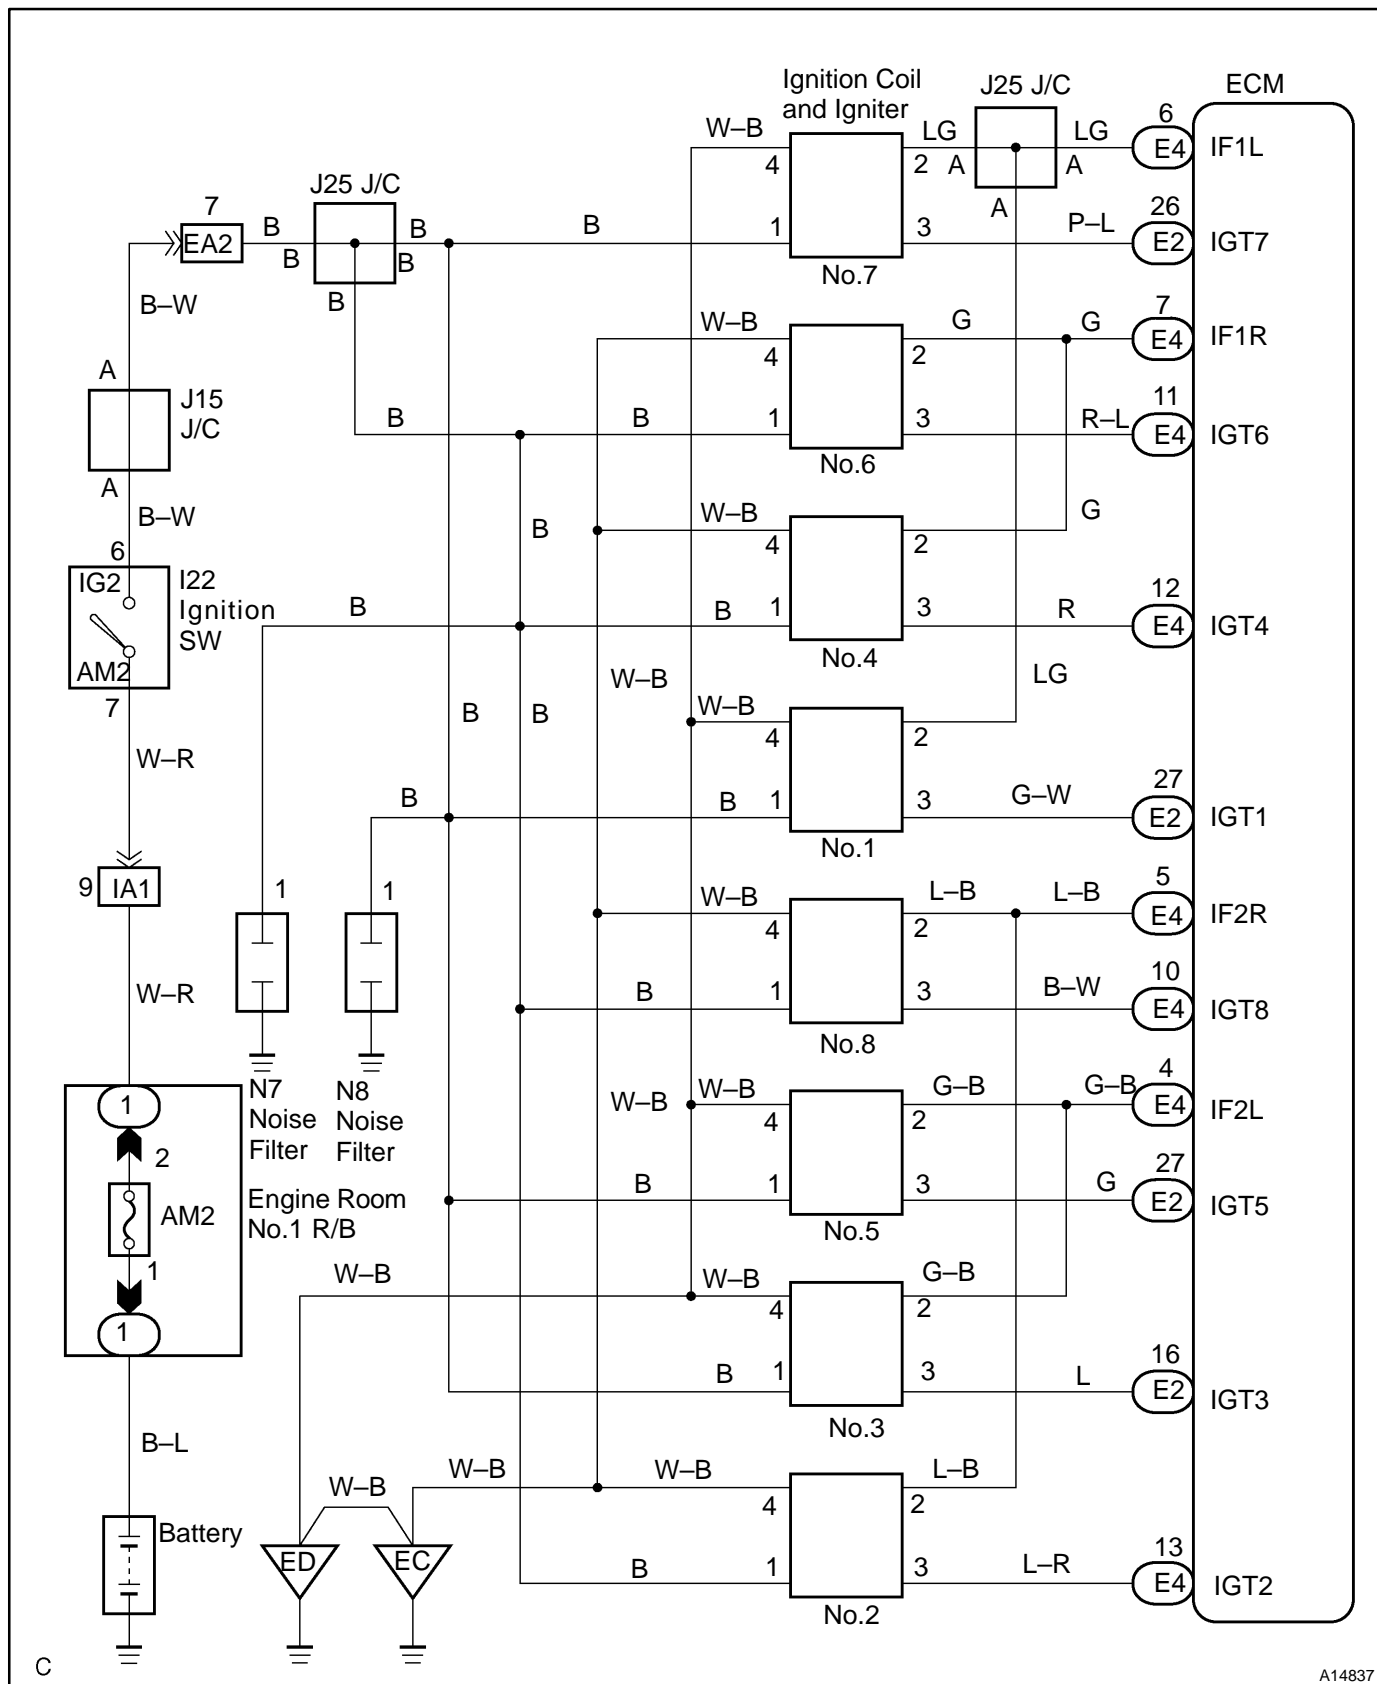 Ignition Coil
and Igniter
J25 J/C
ECM
W–B
4
2
LG
A
LG
A
A
6
E4
IF1L
J25 J/C
7
EA2
B
B
B
B
B
B
1
3
P–L
26
E2
IGT7
No.7
B–W
W–B
4
2
G
G
7
E4
IF1R
A
J15
J/C
A
B
B
1
3
R–L
11
E4
IGT6
No.6
B–W
W–B
4
2
G
B
6
IG2
I22
Ignition
SW
AM2
7
B
B
1
3
R
12
E4
IGT4
No.4
W–B
LG
W–B
4
2
B
B
W–R
B
B
1
3
G–W
27
E2
IGT1
No.1
9
IA1
1
1
W–B
4
2
L–B
L–B
5
E4
IF2R
W–R
B
1
3
B–W
10
E4
IGT8
No.8
N7
Noise
Filter
N8
Noise
Filter
1
2
AM2
1
1
Engine Room
No.1 R/B
W–B
W–B
4
2
G–B
G–B
4
E4
IF2L
B
1
3
G
27
E2
IGT5
No.5
W–B
W–B
4
2
G–B
B
1
3
L
16
E2
IGT3
No.3
B–L
W–B
W–B
W–B
4
2
L–B
Battery
ED
EC
B
1
3
L–R
13
E4
IGT2
No.2
C
A14837